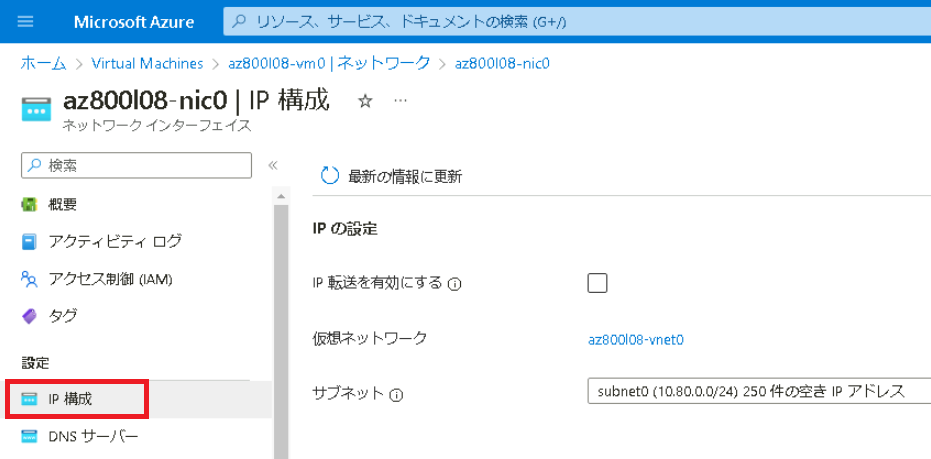 Microsoft Azure
リソース、サービス、ドキュメントの検索 (G+/)
ホーム > Virtual Machines > az800l08-vm0 | ネットワーク > az800l08-nic0
az800l08-nic0 | IP 構成
ネットワーク インターフェイス
検索
最新の情報に更新
概要
IP の設定
アクティビティ ログ
アクセス制御 (IAM)
IP 転送を有効にする
タグ
仮想ネットワーク
az800l08-vnet0
設定
IP 構成
サブネット
subnet0 (10.80.0.0/24) 250 件の空き IP アドレス
DNS サーバー